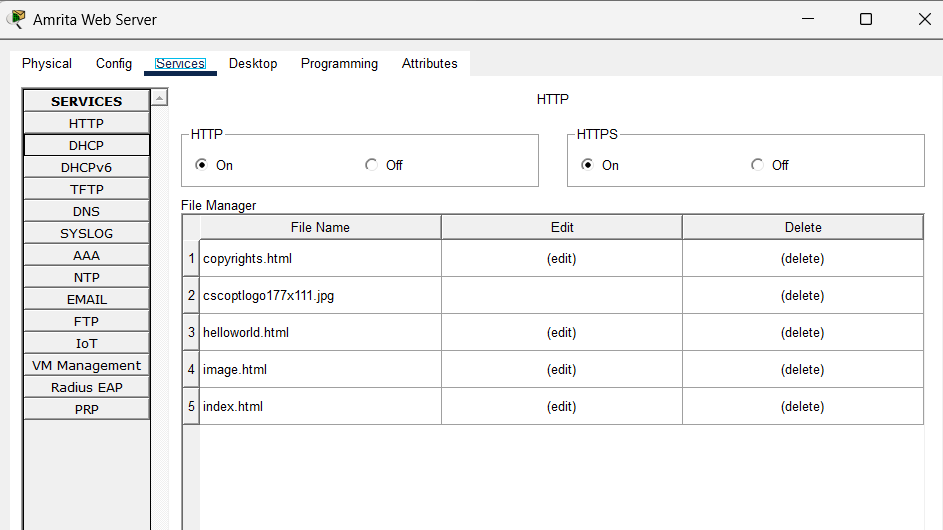 Amrita Web Server
Physical Config Services Desktop Programming Attributes
SERVICES
HTTP
DHCP
DHCPv6
TFTP
DNS
SYSLOG
AAA
NTP
EMAIL
FTP
IoT
VM Management
Radius EAP
PRP
HTTP
HTTP
On Off
HTTPS
On Off
File Manager
File Name Edit Delete
1 copyrights.html (edit) (delete)
2 cscoptlogo177x111.jpg (delete)
3 helloworld.html (edit) (delete)
4 image.html (edit) (delete)
5 index.html (edit) (delete)